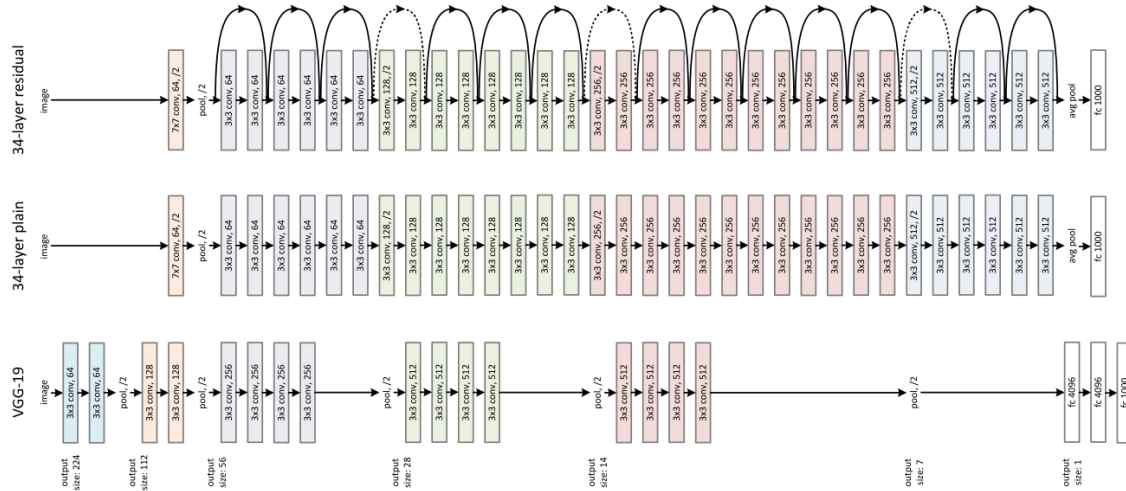 output
size: 224
output
size: 112
output
size: 56
output
size: 28
output
size: 14
output
size: 7
output
size: 1
VGG-19
image
3x3 conv, 64
3x3 conv, 64
pool, /2
3x3 conv, 128
3x3 conv, 128
pool, /2
3x3 conv, 256
3x3 conv, 256
3x3 conv, 256
3x3 conv, 256
pool, /2
3x3 conv, 512
3x3 conv, 512
3x3 conv, 512
3x3 conv, 512
pool, /2
3x3 conv, 512
3x3 conv, 512
3x3 conv, 512
3x3 conv, 512
pool, /2
fc 4096
fc 4096
fc 1000
34-layer plain
image
7x7 conv, 64, /2
pool, /2
3x3 conv, 64
3x3 conv, 64
3x3 conv, 64
3x3 conv, 64
3x3 conv, 64
3x3 conv, 64
3x3 conv, 128, /2
3x3 conv, 128
3x3 conv, 128
3x3 conv, 128
3x3 conv, 128
3x3 conv, 128
3x3 conv, 128
3x3 conv, 128
3x3 conv, 256, /2
3x3 conv, 256
3x3 conv, 256
3x3 conv, 256
3x3 conv, 256
3x3 conv, 256
3x3 conv, 256
3x3 conv, 256
3x3 conv, 256
3x3 conv, 256
3x3 conv, 256
3x3 conv, 256
3x3 conv, 512, /2
3x3 conv, 512
3x3 conv, 512
3x3 conv, 512
3x3 conv, 512
3x3 conv, 512
avg pool
fc 1000
34-layer residual
image
7x7 conv, 64, /2
pool, /2
3x3 conv, 64
3x3 conv, 64
3x3 conv, 64
3x3 conv, 64
3x3 conv, 64
3x3 conv, 64
3x3 conv, 128, /2
3x3 conv, 128
3x3 conv, 128
3x3 conv, 128
3x3 conv, 128
3x3 conv, 128
3x3 conv, 128
3x3 conv, 128
3x3 conv, 256, /2
3x3 conv, 256
3x3 conv, 256
3x3 conv, 256
3x3 conv, 256
3x3 conv, 256
3x3 conv, 256
3x3 conv, 256
3x3 conv, 256
3x3 conv, 256
3x3 conv, 256
3x3 conv, 256
3x3 conv, 512, /2
3x3 conv, 512
3x3 conv, 512
3x3 conv, 512
3x3 conv, 512
3x3 conv, 512
avg pool
fc 1000